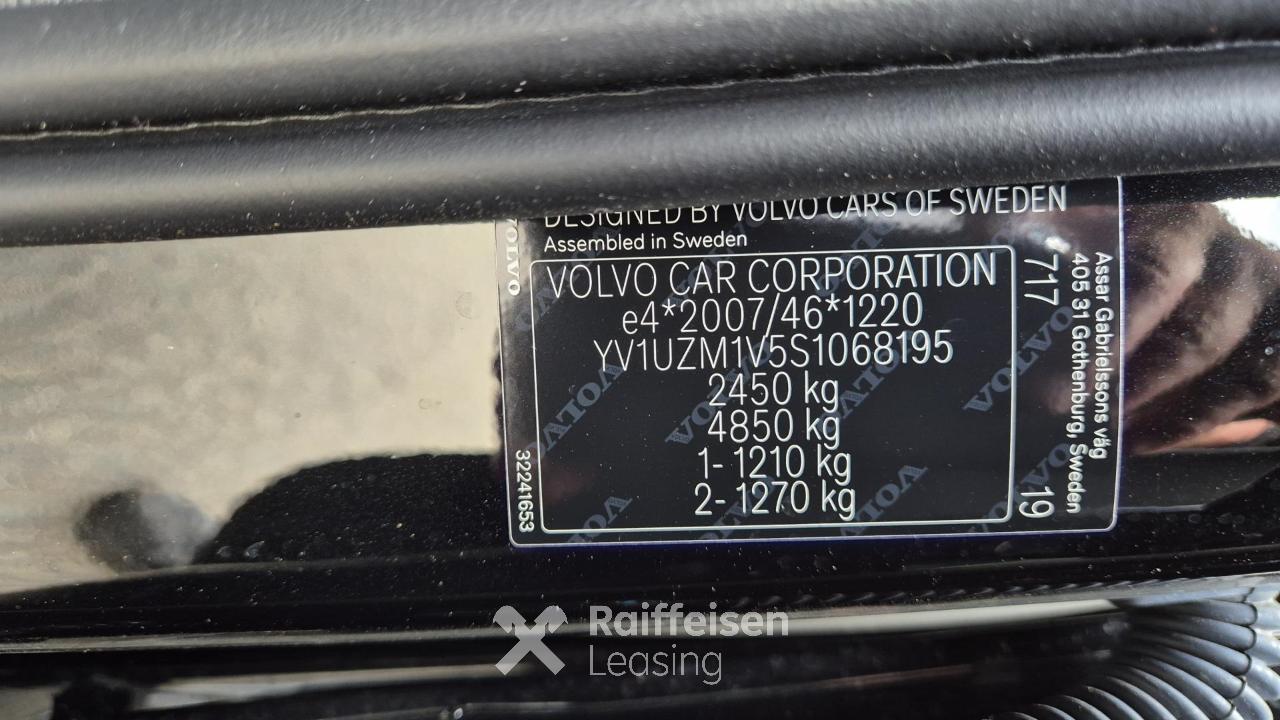 DESIGNED BY VOLVO CARS OF SWEDEN
Assembled in Sweden
VOLVO CAR CORPORATION
e4*2007/46*1220
YV1UZM1V5S1068195
2450 kg
4850 kg
1- 1210 kg
2- 1270 kg
VOLVO
32241653
717 19
Assar Gabrielssons väg
405 31 Gothenburg, Sweden
Raiffeisen
Leasing